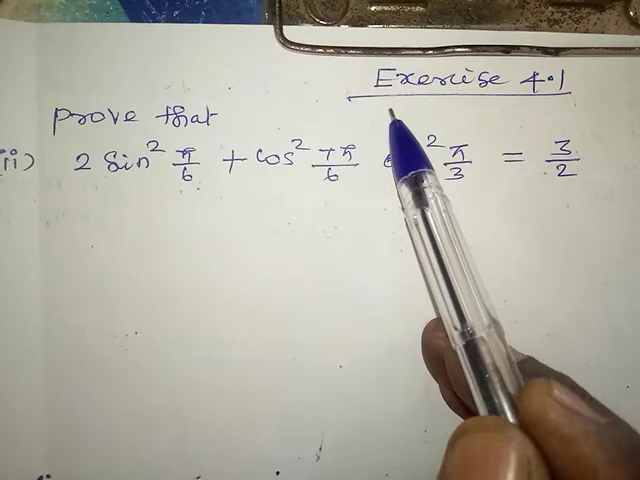 Exercise 4.1
Prove that
(ii) 2 Sin² π/6 + Cos² 7π/6 ² π/3 = 3/2